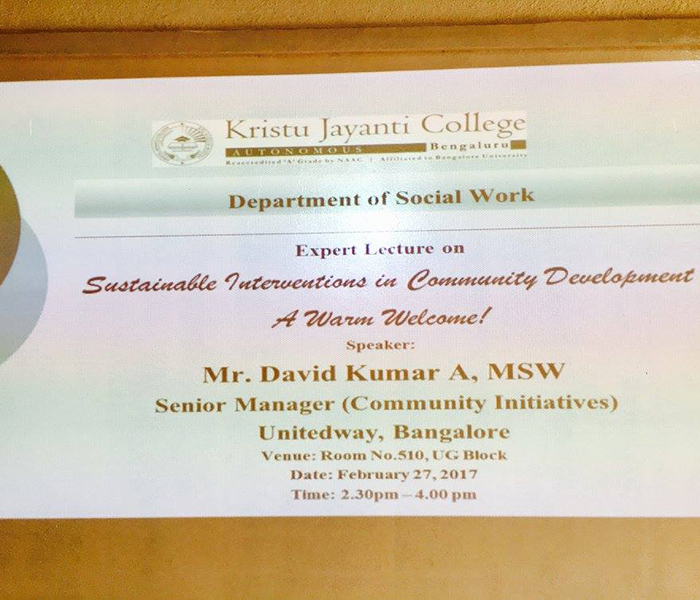 Kristu Jayanti College
AUTONOMOUS Bengaluru
Reaccredited 'A' Grade by NAAC | Affiliated to Bangalore University
Department of Social Work
Expert Lecture on
Sustainable Interventions in Community Development
A Warm Welcome!
Speaker:
Mr. David Kumar A, MSW
Senior Manager (Community Initiatives)
Unitedway, Bangalore
Venue: Room No.510, UG Block
Date: February 27, 2017
Time: 2.30pm – 4.00 pm